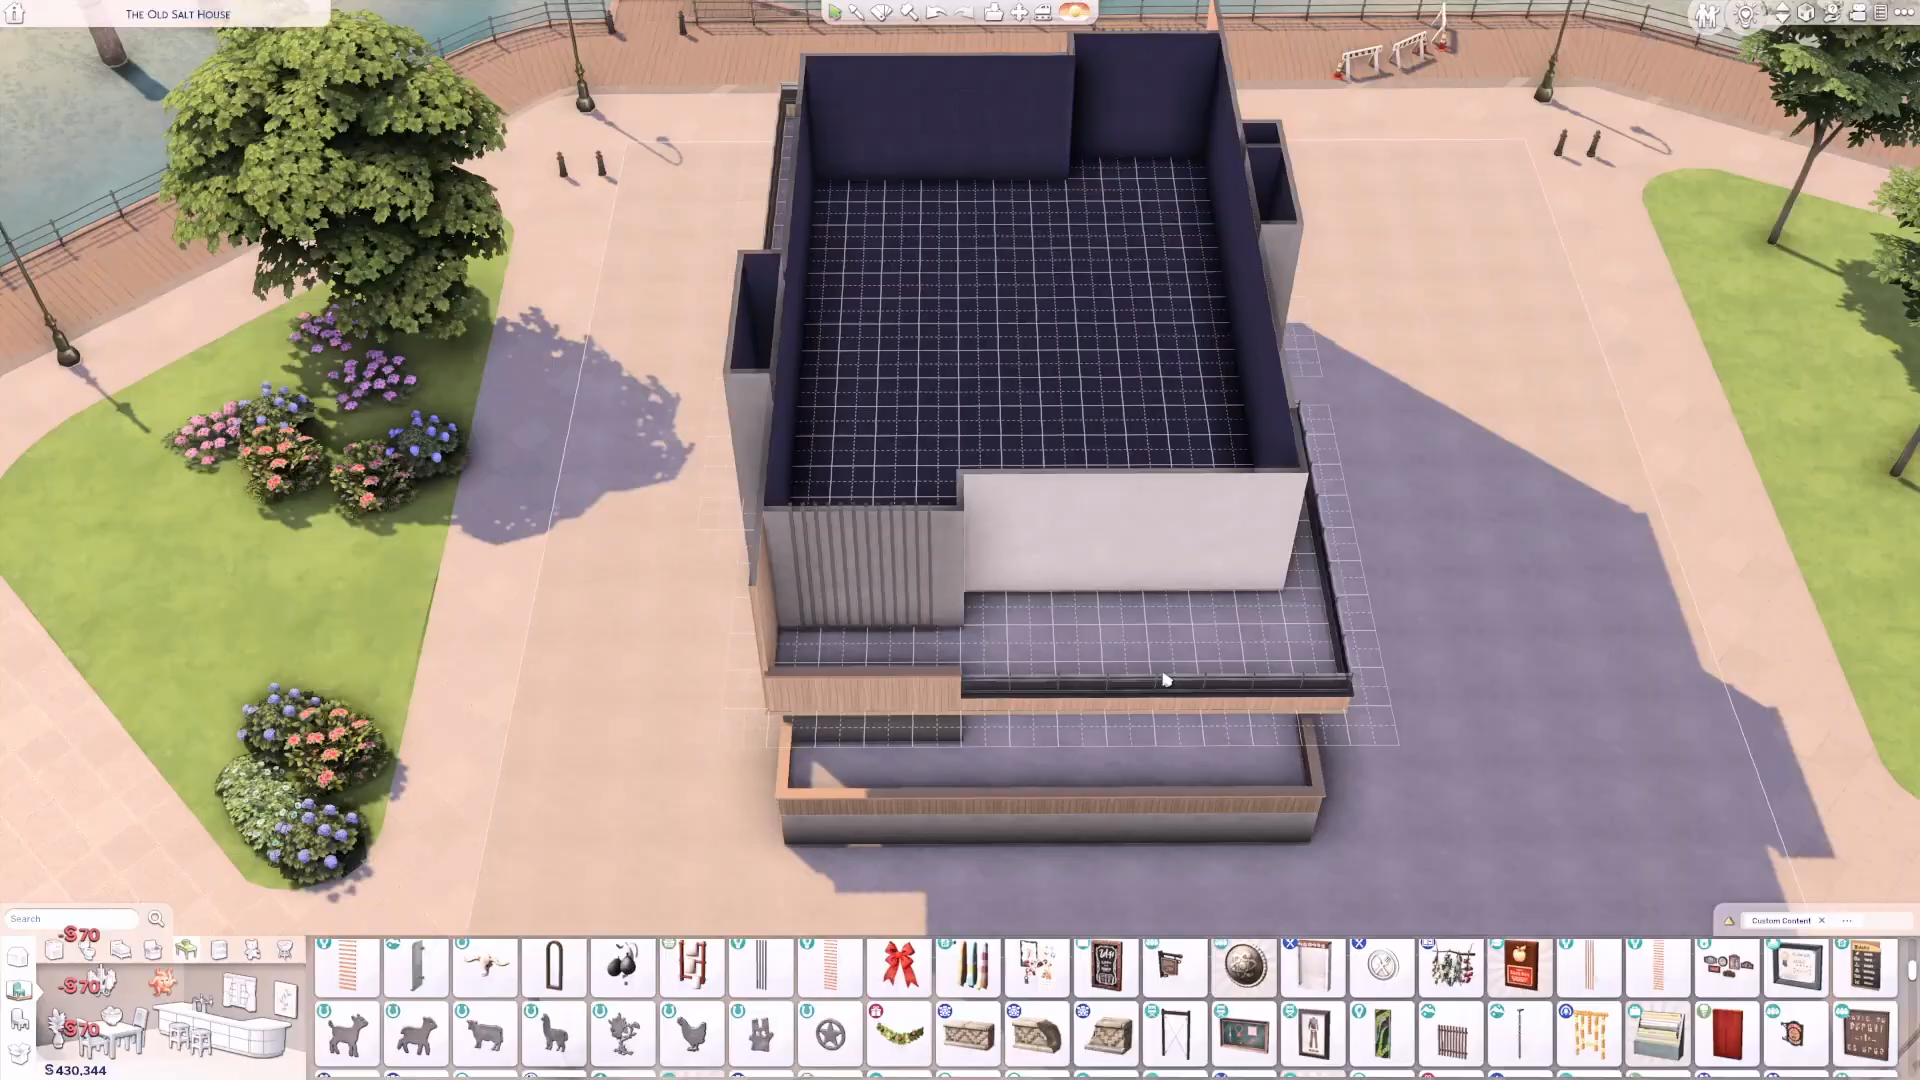 THE OLD SALT HOUSE
Search
-§70
-§70
-§70
§430,344
Custom Content